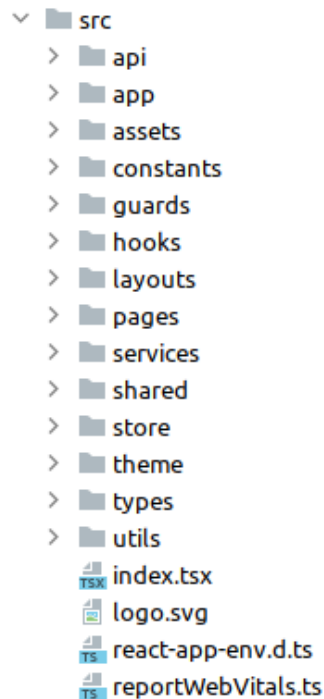 src
api
app
assets
constants
guards
hooks
layouts
pages
services
shared
store
theme
types
utils
TSX index.tsx
logo.svg
TS react-app-env.d.ts
TS reportWebVitals.ts